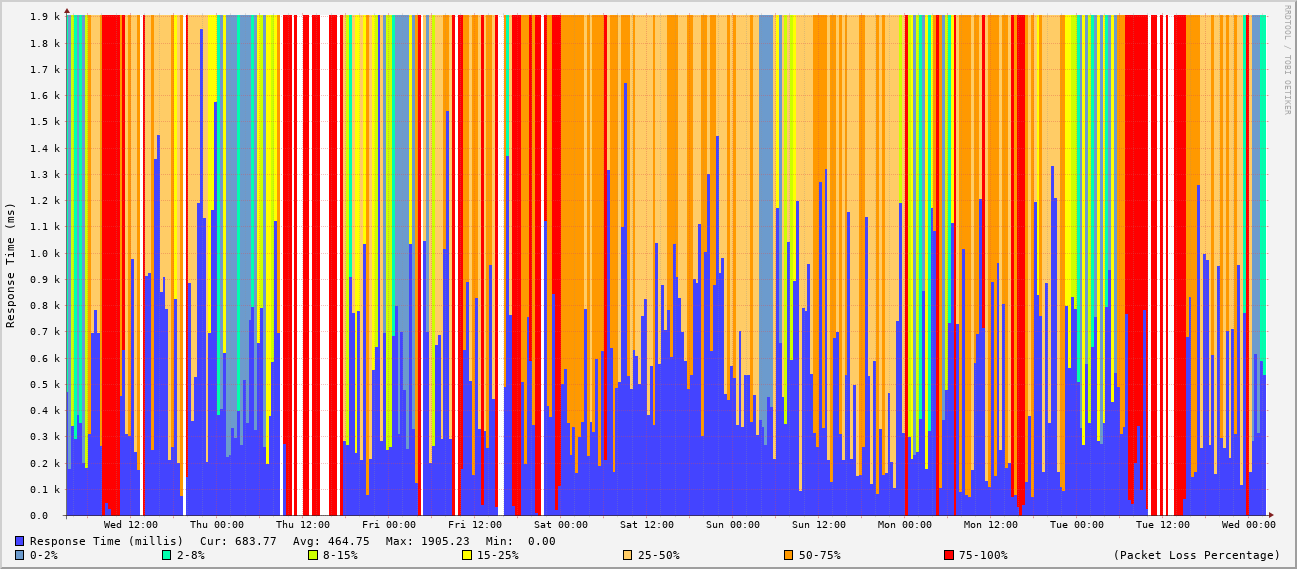 RRDTOOL / TOBI OETIKER
Response Time (ms)
1.9 k
1.8 k
1.7 k
1.6 k
1.5 k
1.4 k
1.3 k
1.2 k
1.1 k
1.0 k
0.9 k
0.8 k
0.7 k
0.6 k
0.5 k
0.4 k
0.3 k
0.2 k
0.1 k
0.0
Wed 12:00 Thu 00:00 Thu 12:00 Fri 00:00 Fri 12:00 Sat 00:00 Sat 12:00 Sun 00:00 Sun 12:00 Mon 00:00 Mon 12:00 Tue 00:00 Tue 12:00 Wed 00:00
Response Time (millis) Cur: 683.77 Avg: 464.75 Max: 1905.23 Min: 0.00
0-2% 2-8% 8-15% 15-25% 25-50% 50-75% 75-100% (Packet Loss Percentage)